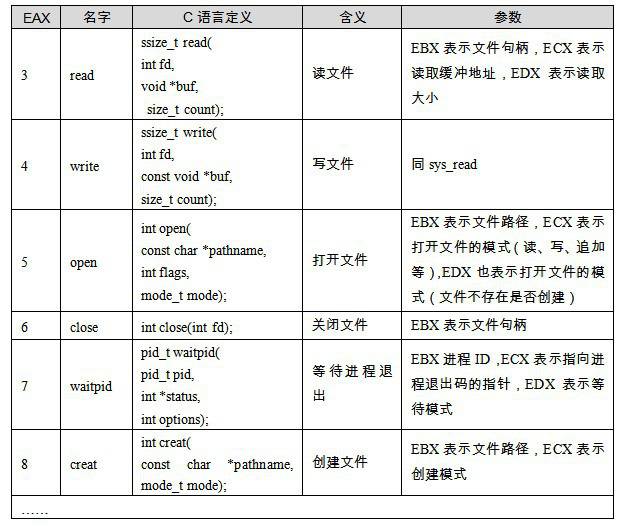 EAX 名字 C 语言定义 含义 参数
3 read ssize_t read(
int fd,
void *buf,
size_t count);
读文件
EBX 表示文件句柄，ECX 表示
读取缓冲地址，EDX 表示读取
大小
4 write ssize_t write(
int fd,
const void *buf,
size_t count);
写文件
同 sys_read
5 open int open(
const char *pathname,
int flags,
mode_t mode);
打开文件
EBX 表示文件路径，ECX 表示
打开文件的模式（读、写、追加
等）,EDX 也表示打开文件的模
式（文件不存在是否创建）
6 close int close(int fd); 关闭文件 EBX 表示文件句柄
7 waitpid pid_t waitpid(
pid_t pid,
int *status,
int options);
等待进程退
出
EBX 进程 ID ,ECX 表示指向进
程退出码的指针，EDX 表示等
待模式
8 creat int creat(
const char *pathname,
mode_t mode);
创建文件
EBX 表示文件路径，ECX 表示
创建模式
……